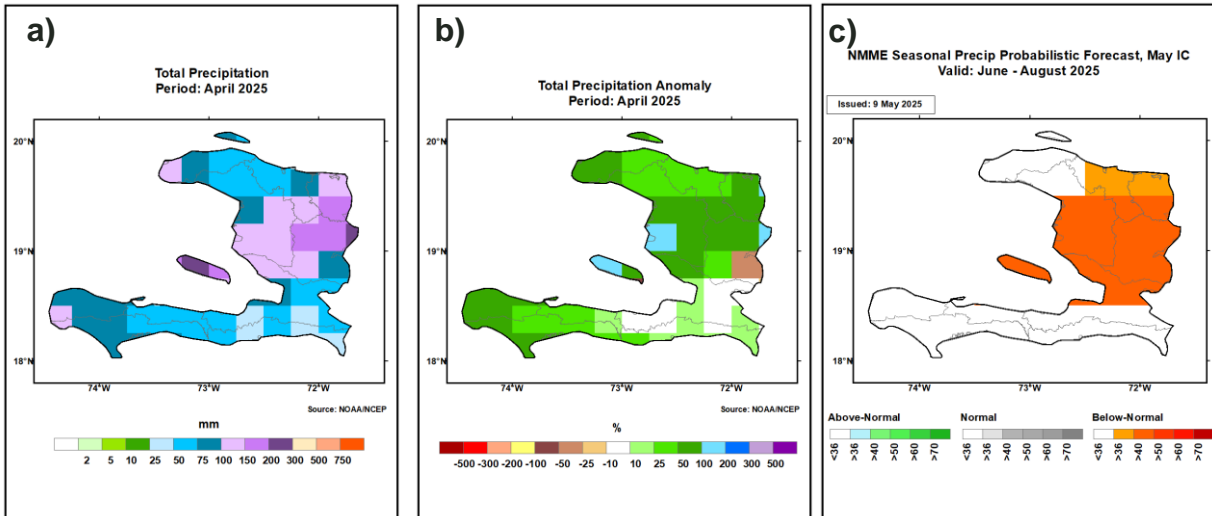 a)
Total Precipitation
Period: April 2025
20°N
19°N
18°N
74°W
73°W
72°W
Source: NOAA/NCEP
mm
2 5 10 25 50 75 100 150 200 300 500 750
b)
Total Precipitation Anomaly
Period: April 2025
20°N
19°N
18°N
74°W
73°W
72°W
Source: NOAA/NCEP
%
-500 -300 -200 -100 -50 -25 -10 10 25 50 100 200 300 500
c)
NMME Seasonal Precip Probabilistic Forecast, May IC
Valid: June - August 2025
Issued: 9 May 2025
20°N
19°N
18°N
74°W
73°W
72°W
Above-Normal
<36 >36 >40 >50 >60 >70
Normal
<36 >36 >40 >50 >60 >70
Below-Normal
<36 >36 >40 >50 >60 >70